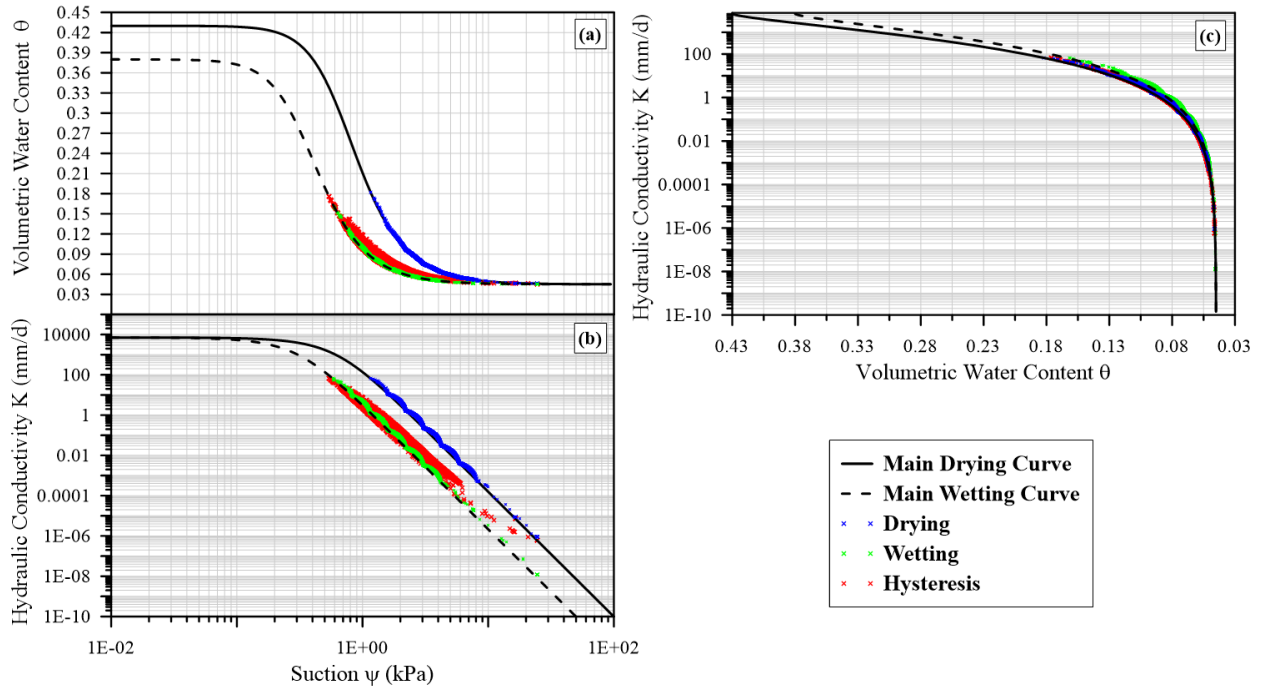 Volumetric Water Content θ
0.45
0.42
0.39
0.36
0.33
0.3
0.27
0.24
0.21
0.18
0.15
0.12
0.09
0.06
0.03
(a)
Hydraulic Conductivity K (mm/d)
10000
100
1
0.01
0.0001
1E-06
1E-08
1E-10
(b)
1E-02 1E+00 1E+02
Suction ψ (kPa)
Hydraulic Conductivity K (mm/d)
100
1
0.01
0.0001
1E-06
1E-08
1E-10
(c)
0.43 0.38 0.33 0.28 0.23 0.18 0.13 0.08 0.03
Volumetric Water Content θ
Main Drying Curve
Main Wetting Curve
Drying
Wetting
Hysteresis